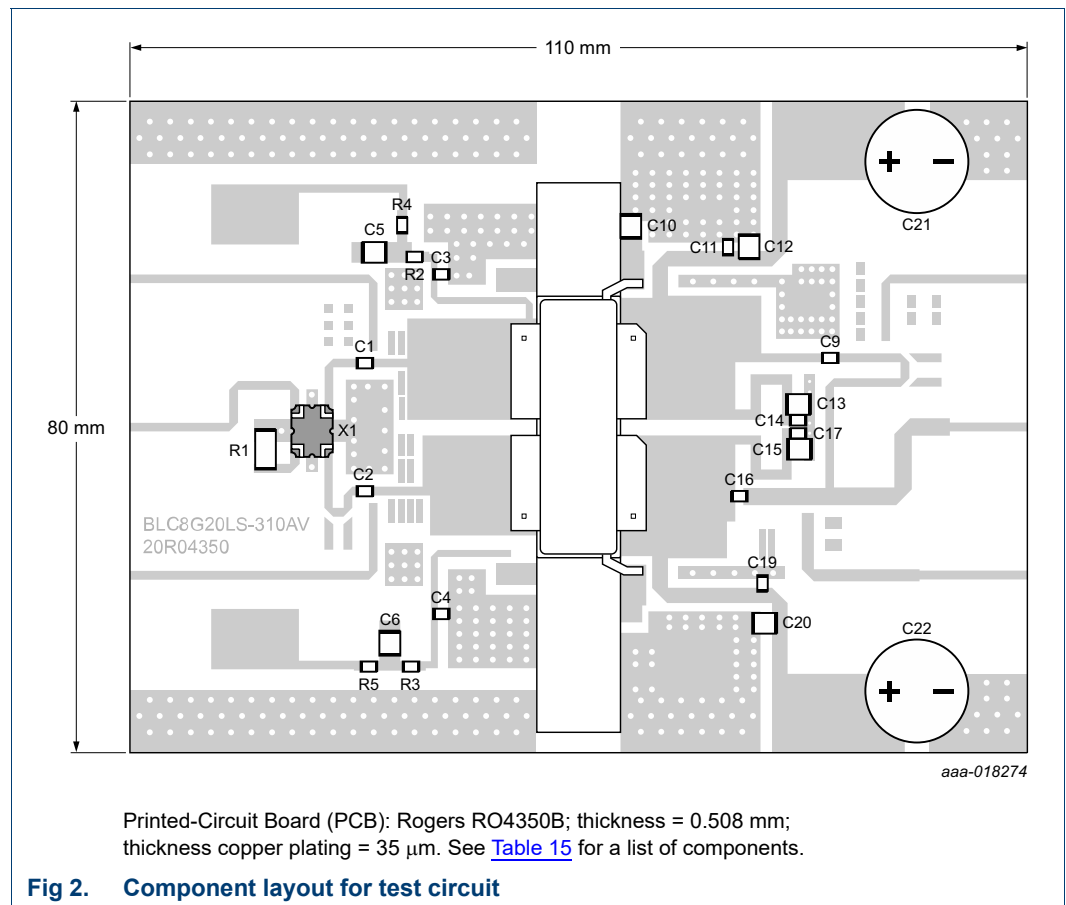 110 mm
80 mm
R4
C5
R2
C3
C10
C11
C12
C21
C1
C9
X1
R1
C13
C14
C17
C15
C2
C16
BLC8G20LS-310AV
20R04350
C19
C4
C6
C20
C22
R5
R3
+ −
+ −
aaa-018274
Printed-Circuit Board (PCB): Rogers RO4350B; thickness = 0.508 mm;
thickness copper plating = 35 μm. See Table 15 for a list of components.
Fig 2. Component layout for test circuit